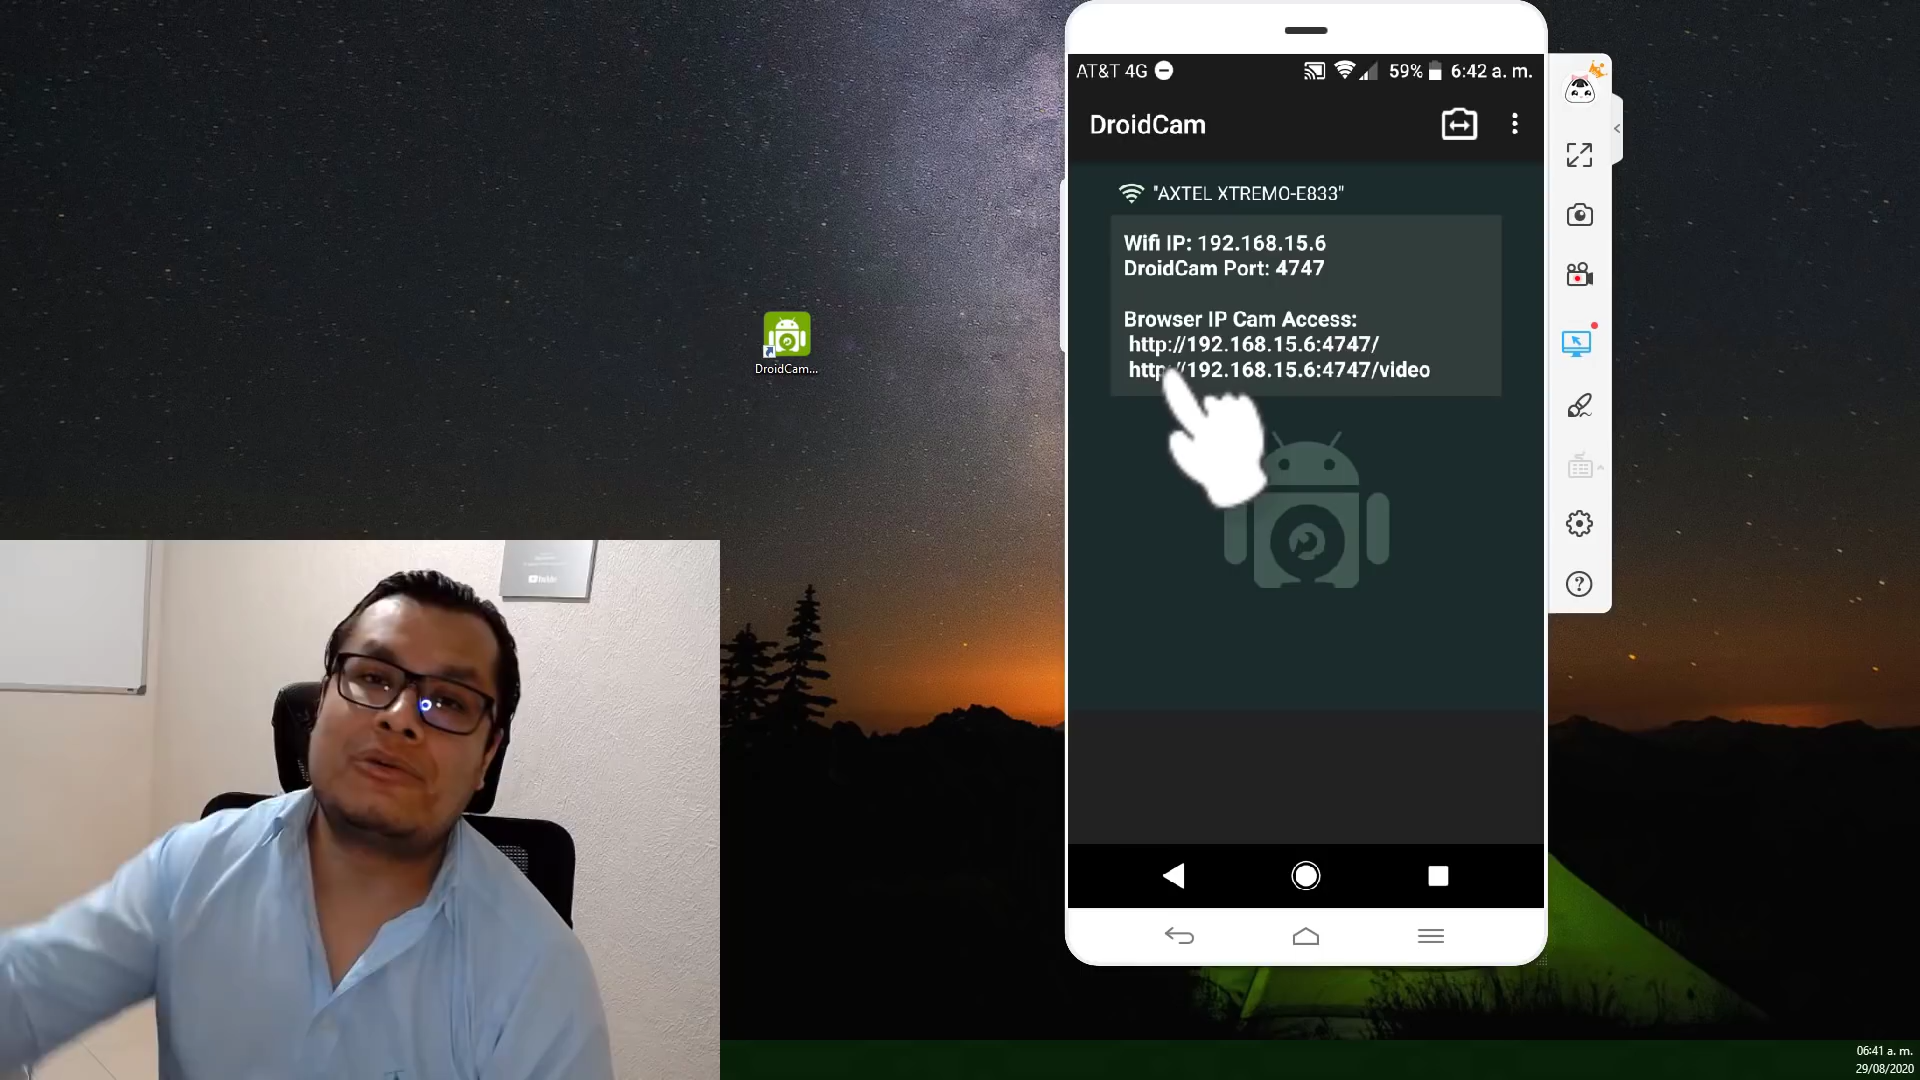 AT&T 4G 59% 6:42 a. m.
DroidCam
"AXTEL XTREMO-E833"
Wifi IP: 192.168.15.6
DroidCam Port: 4747
Browser IP Cam Access:
http://192.168.15.6:4747/
http://192.168.15.6:4747/video
DroidCam...
YouTube
06:41 a. m.
29/08/2020